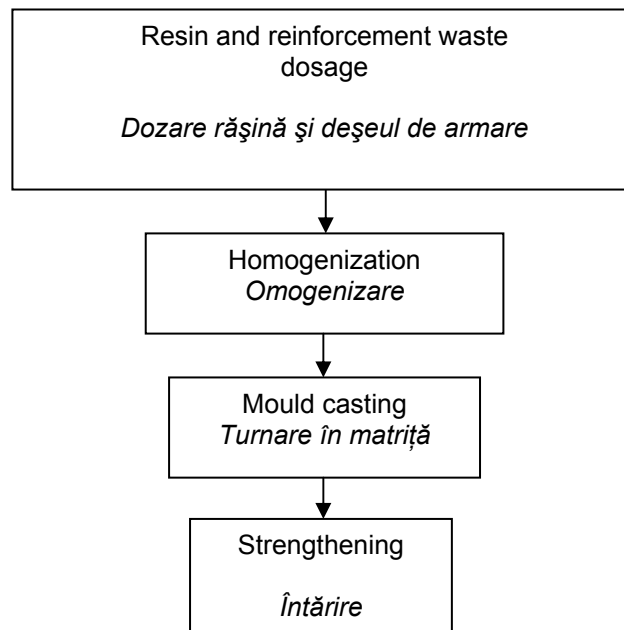 Resin and reinforcement waste
dosage
Dozare răşină şi deşeul de armare
Homogenization
Omogenizare
Mould casting
Turnare în matriță
Strengthening
Întărire